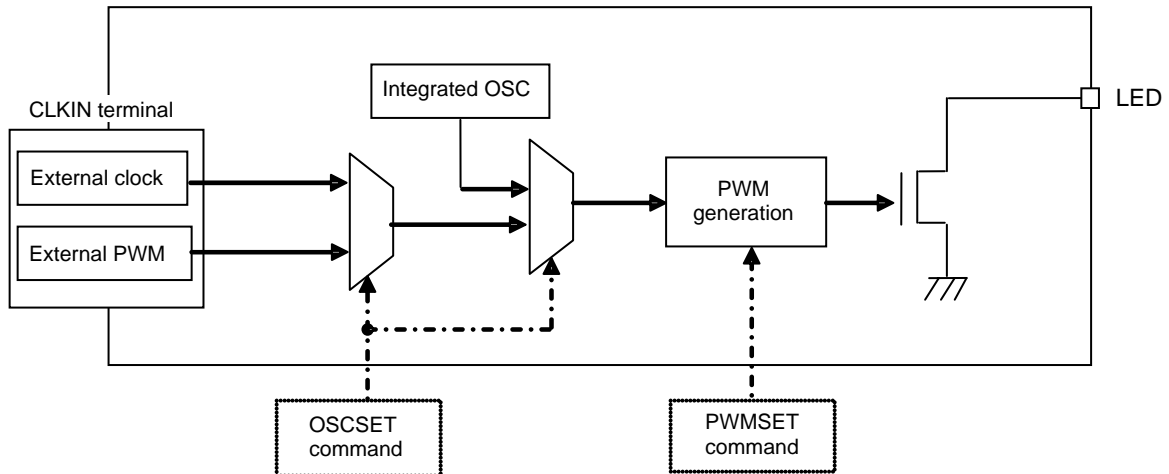 Integrated OSC
LED
CLKIN terminal
External clock
PWM
generation
External PWM
OSCSET
command
PWMSET
command